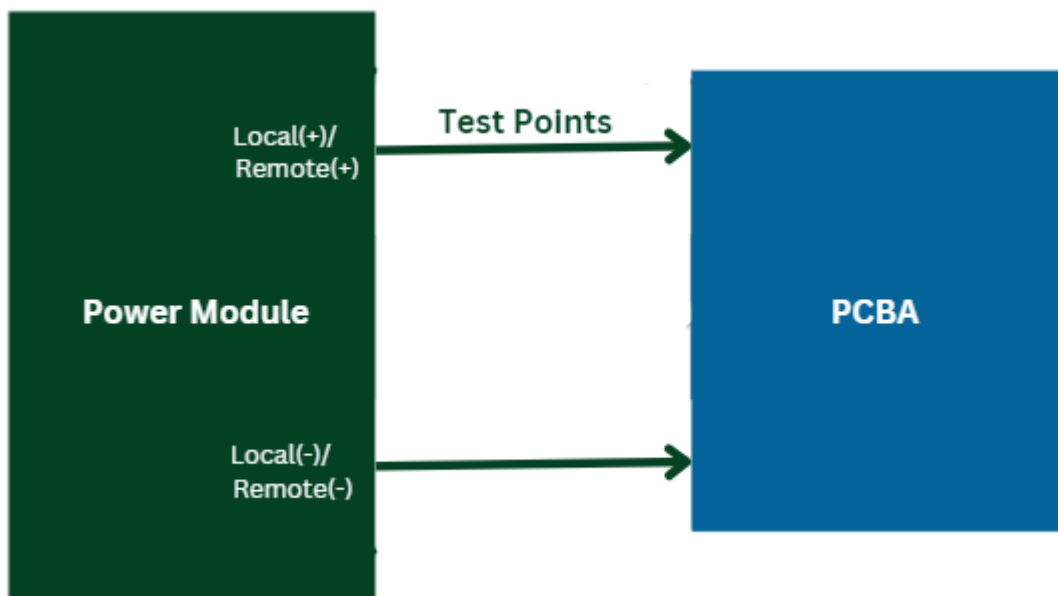 Local(+)/
Remote(+)
Test Points
Power Module
PCBA
Local(-)/
Remote(-)